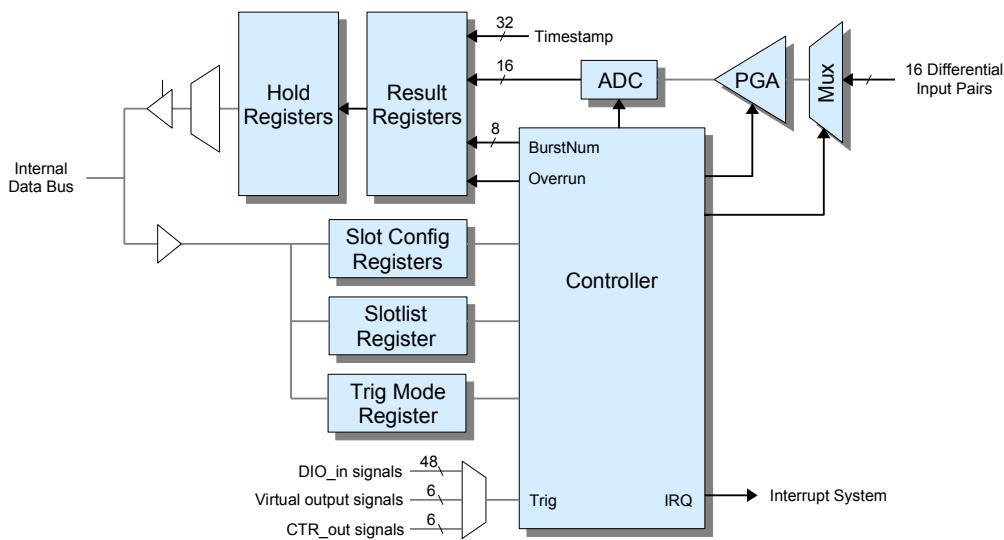 32
Timestamp
16
ADC
PGA
Mux
16 Differential
Input Pairs
Hold
Registers
Result
Registers
8
BurstNum
Overrun
Internal
Data Bus
Slot Config
Registers
Controller
Slotlist
Register
Trig Mode
Register
DIO_in signals
48
Virtual output signals
6
CTR_out signals
6
Trig
IRQ
Interrupt System